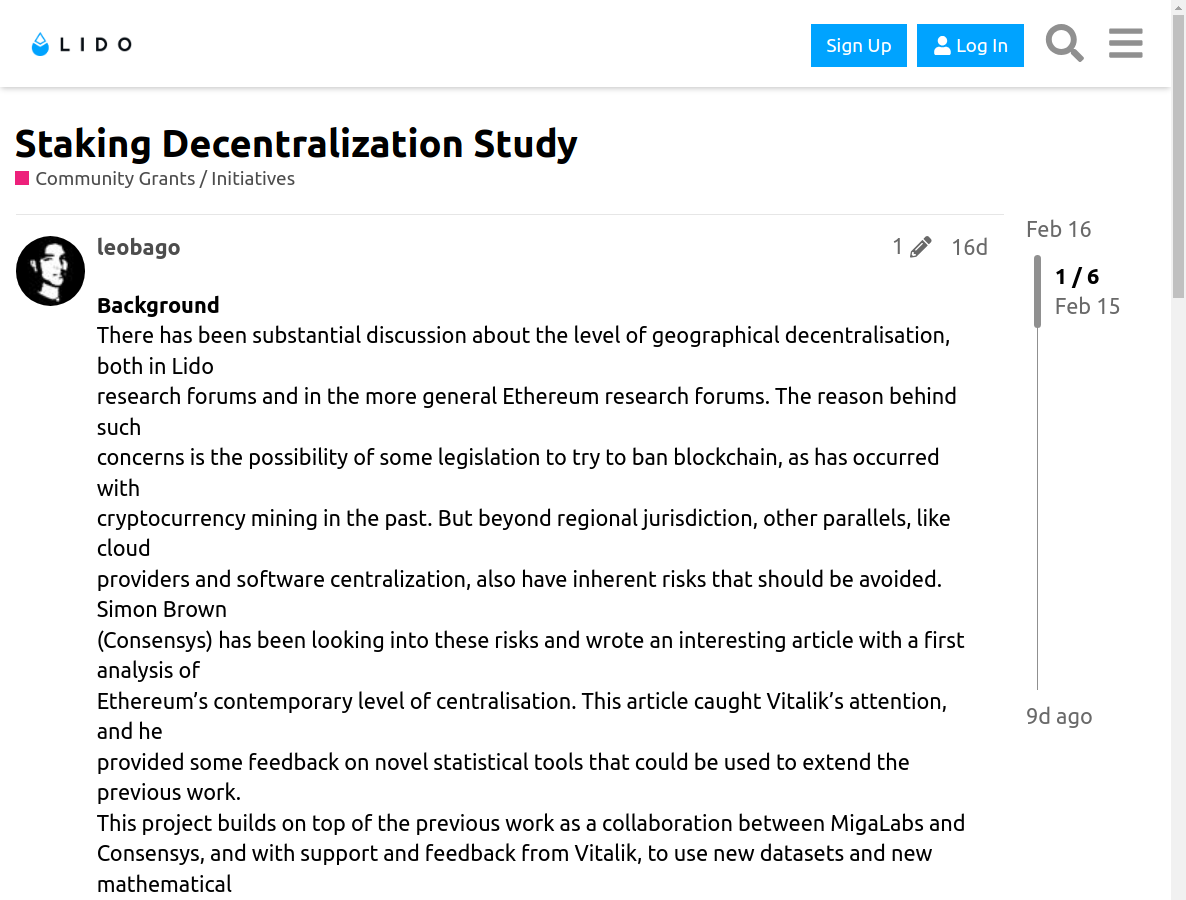 LIDO
Sign Up
Log In
Staking Decentralization Study
Community Grants / Initiatives
leobago
1
16d
Feb 16
1 / 6
Feb 15
9d ago
Background
There has been substantial discussion about the level of geographical decentralisation,
both in Lido
research forums and in the more general Ethereum research forums. The reason behind
such
concerns is the possibility of some legislation to try to ban blockchain, as has occurred
with
cryptocurrency mining in the past. But beyond regional jurisdiction, other parallels, like
cloud
providers and software centralization, also have inherent risks that should be avoided.
Simon Brown
(Consensys) has been looking into these risks and wrote an interesting article with a first
analysis of
Ethereum’s contemporary level of centralisation. This article caught Vitalik’s attention,
and he
provided some feedback on novel statistical tools that could be used to extend the
previous work.
This project builds on top of the previous work as a collaboration between MigaLabs and
Consensys, and with support and feedback from Vitalik, to use new datasets and new
mathematical